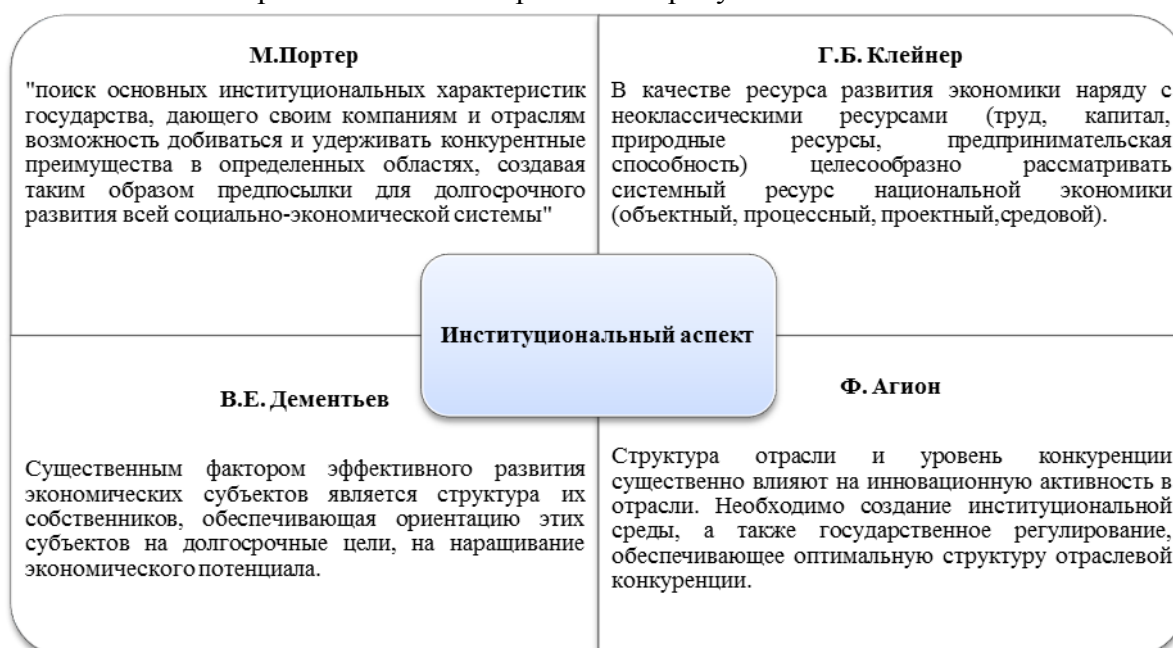 М.Портер
"поиск основных институциональных характеристик
государства, дающего своим компаниям и отраслям
возможность добиваться и удерживать конкурентные
преимущества в определенных областях, создавая
таким образом предпосылки для долгосрочного
развития всей социально-экономической системы"
Г.Б. Клейнер
В качестве ресурса развития экономики наряду с
неоклассическими ресурсами (труд, капитал,
природные ресурсы, предпринимательская
способность) целесообразно рассматривать
системный ресурс национальной экономики
(объектный, процессный, проектный,средовой).
Институциональный аспект
В.Е. Дементьев
Существенным фактором эффективного развития
экономических субъектов является структура их
собственников, обеспечивающая ориентацию этих
субъектов на долгосрочные цели, на наращивание
экономического потенциала.
Ф. Агион
Структура отрасли и уровень конкуренции
существенно влияют на инновационную активность в
отрасли. Необходимо создание институциональной
среды, а также государственное регулирование,
обеспечивающее оптимальную структуру отраслевой
конкуренции.